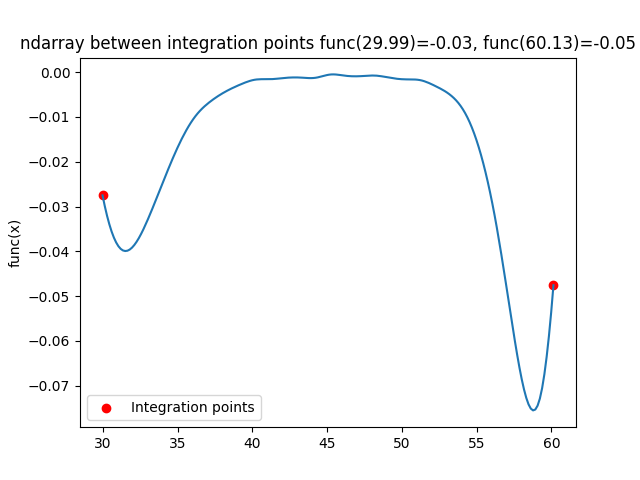 ndarray between integration points func(29.99)=-0.03, func(60.13)=-0.05
0.00
−0.01
−0.02
−0.03
−0.04
−0.05
−0.06
−0.07
func(x)
Integration points
30 35 40 45 50 55 60